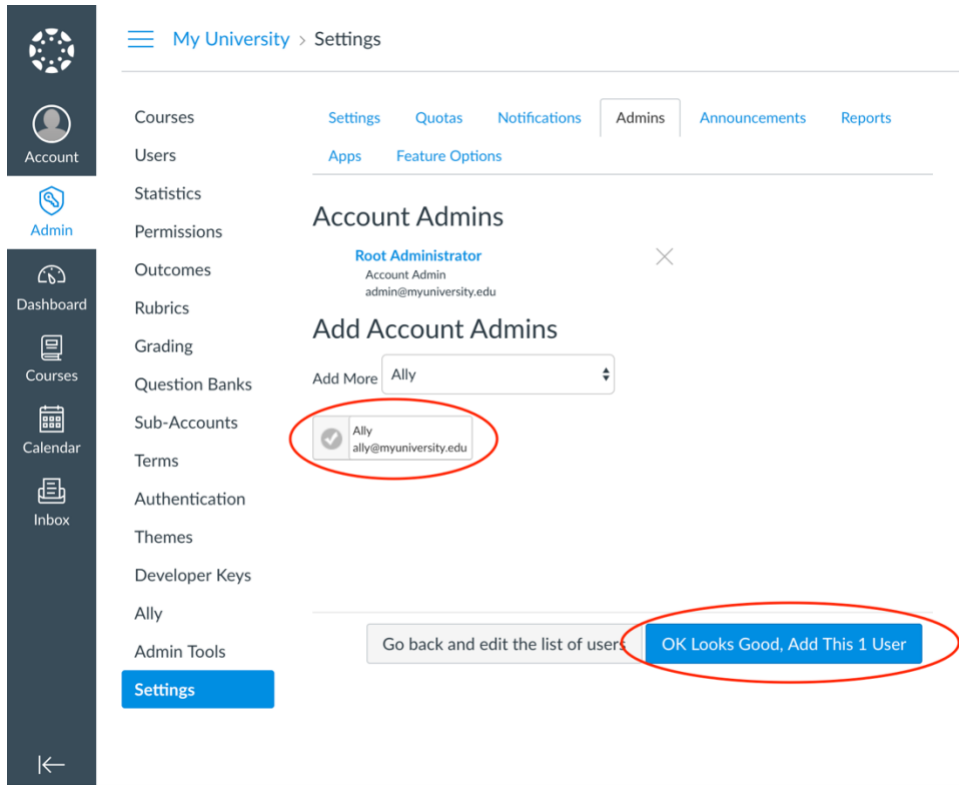 My University > Settings
Account
Admin
Dashboard
Courses
Calendar
Inbox
Courses
Users
Statistics
Permissions
Outcomes
Rubrics
Grading
Question Banks
Sub-Accounts
Terms
Authentication
Themes
Developer Keys
Ally
Admin Tools
Settings
Settings Quotas Notifications Admins Announcements Reports
Apps Feature Options
Account Admins
Root Administrator
Account Admin
admin@myuniversity.edu
Add Account Admins
Add More Ally
Ally
ally@myuniversity.edu
Go back and edit the list of users OK Looks Good, Add This 1 User